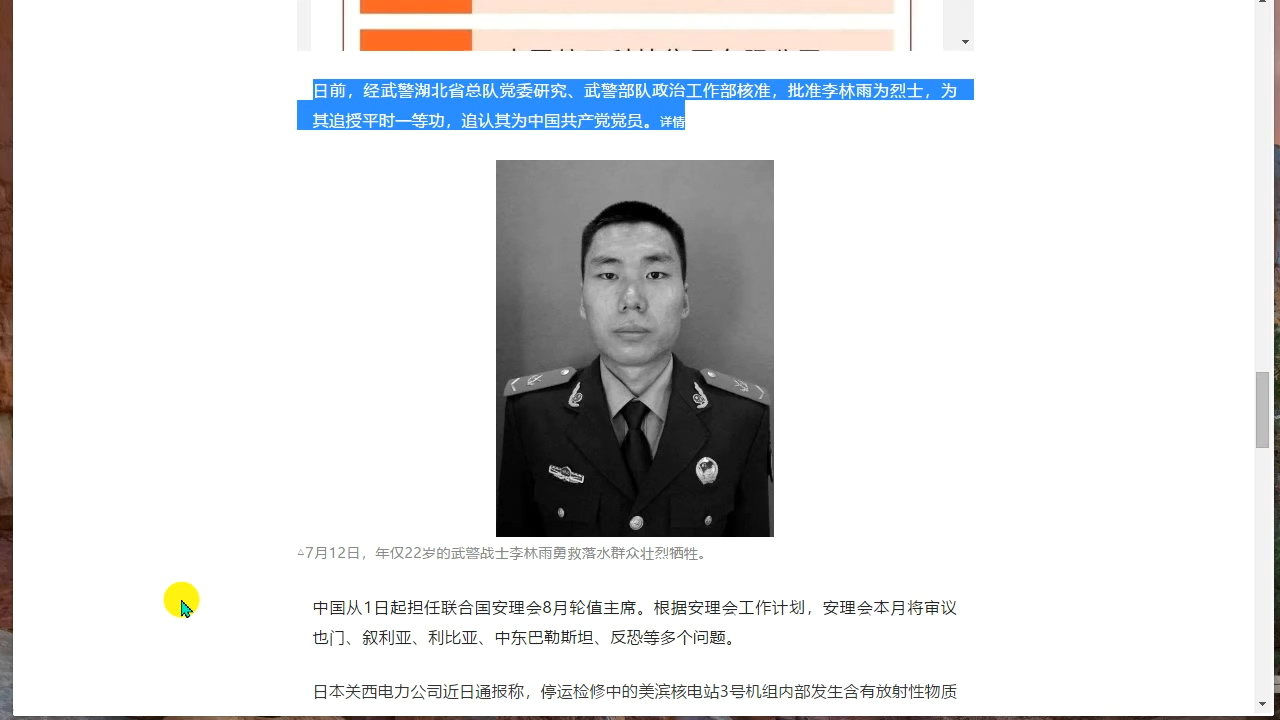 日前，经武警湖北省总队党委研究、武警部队政治工作部核准，批准李林雨为烈士，为
其追授平时一等功，追认其为中国共产党党员。详情
△7月12日，年仅22岁的武警战士李林雨勇救落水群众壮烈牺牲。
中国从1日起担任联合国安理会8月轮值主席。根据安理会工作计划，安理会本月将审议
也门、叙利亚、利比亚、中东巴勒斯坦、反恐等多个问题。
日本关西电力公司近日通报称，停运检修中的美滨核电站3号机组内部发生含有放射性物质